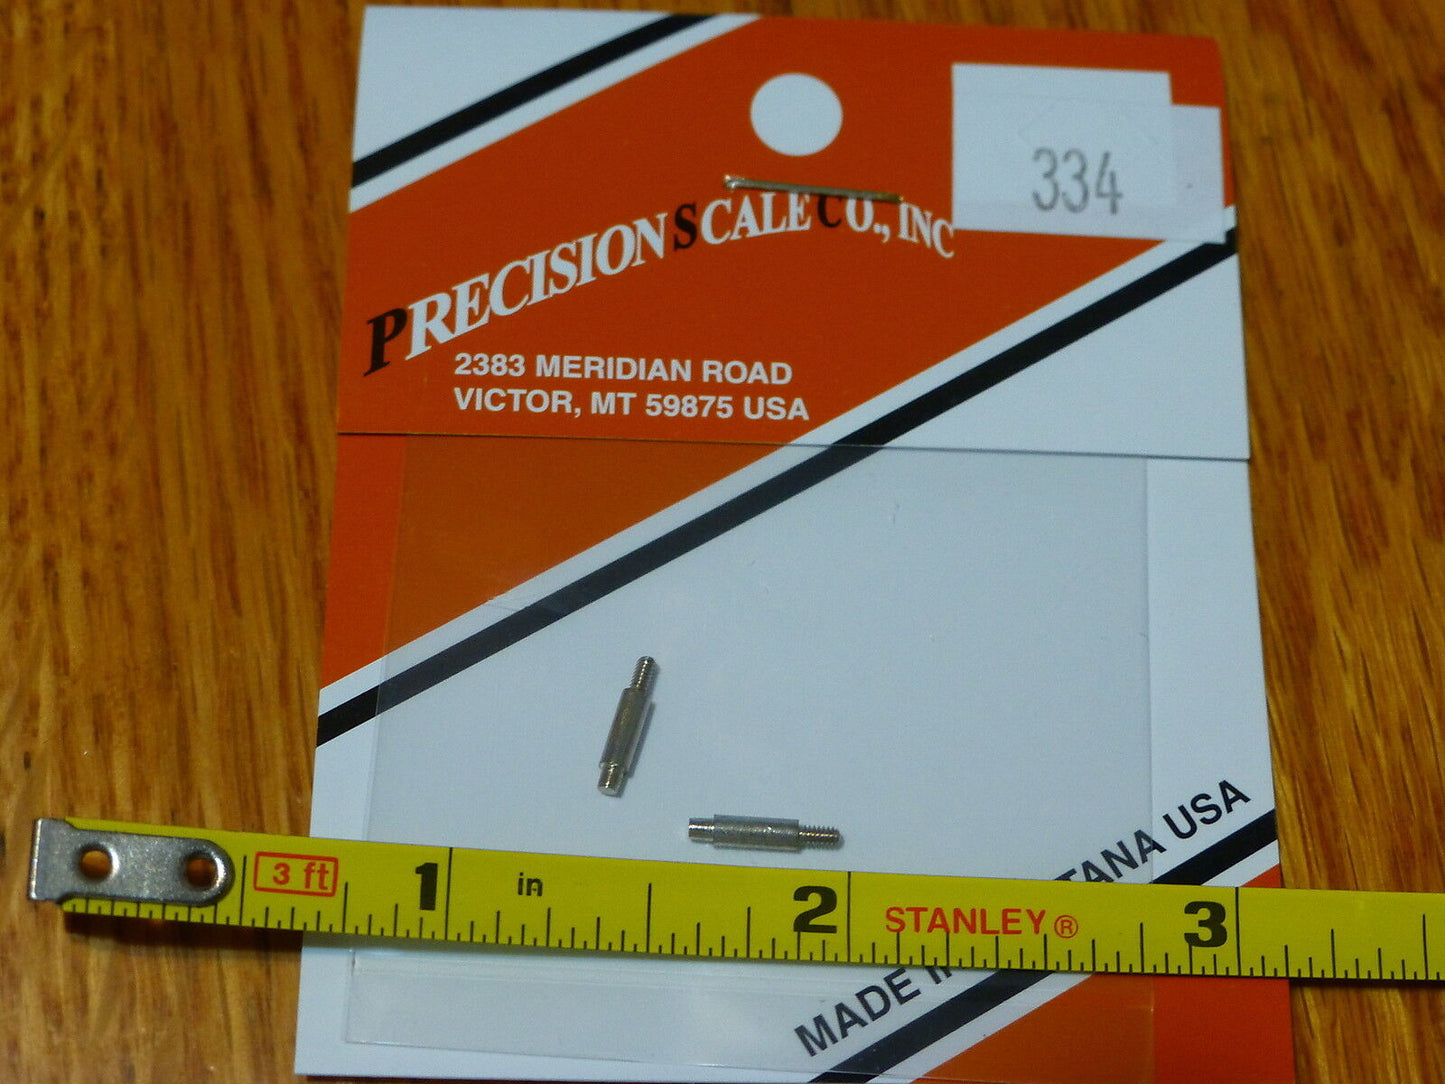 334
PRECISION SCALE CO., INC
2383 MERIDIAN ROAD
VICTOR, MT 59875 USA
3 ft 1 in 2 STANLEY ® 3
MADE IN TANA USA